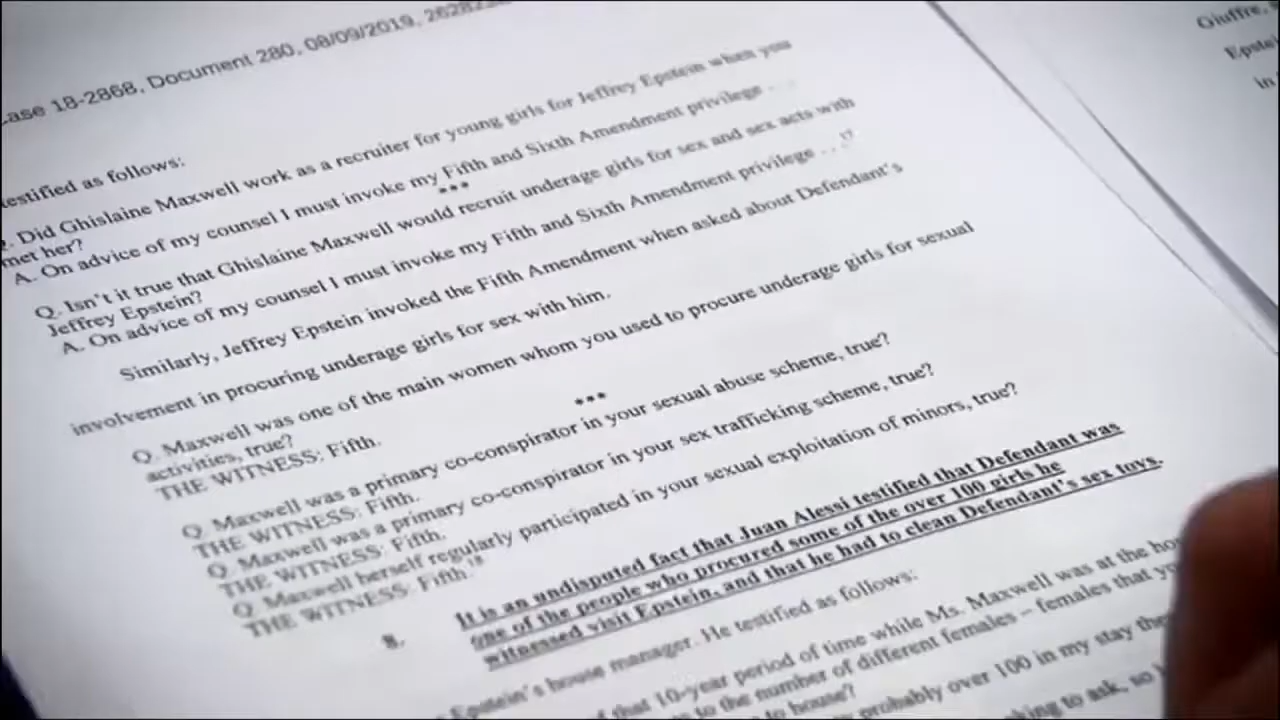 Case 18-2868, Document 280, 08/09/2019,
testified as follows:
Q. Did Ghislaine Maxwell work as a recruiter for young girls for Jeffrey Epstein when you
met her?
A. On advice of my counsel I must invoke my Fifth and Sixth Amendment privilege . . .
***
Q. Isn't it true that Ghislaine Maxwell would recruit underage girls for sex and sex acts with
Jeffrey Epstein?
A. On advice of my counsel I must invoke my Fifth and Sixth Amendment privilege . . ."
Similarly, Jeffrey Epstein invoked the Fifth Amendment when asked about Defendant's
involvement in procuring underage girls for sex with him.
Q. Maxwell was one of the main women whom you used to procure underage girls for sexual
activities, true?
THE WITNESS: Fifth.
***
Q. Maxwell was a primary co-conspirator in your sexual abuse scheme, true?
THE WITNESS: Fifth.
Q. Maxwell was a primary co-conspirator in your sex trafficking scheme, true?
THE WITNESS: Fifth.
Q. Maxwell herself regularly participated in your sexual exploitation of minors, true?
THE WITNESS: Fifth.
8. It is an undisputed fact that Juan Alessi testified that Defendant was
one of the people who procured some of the over 100 girls he
witnessed visit Epstein, and that he had to clean Defendant's sex toys.
Epstein's house manager. He testified as follows:
of that 10-year period of time while Ms. Maxwell was at the
to the number of different females – females that
to house?
probably over 100 in my stay
to ask, so
Giuffre,
in